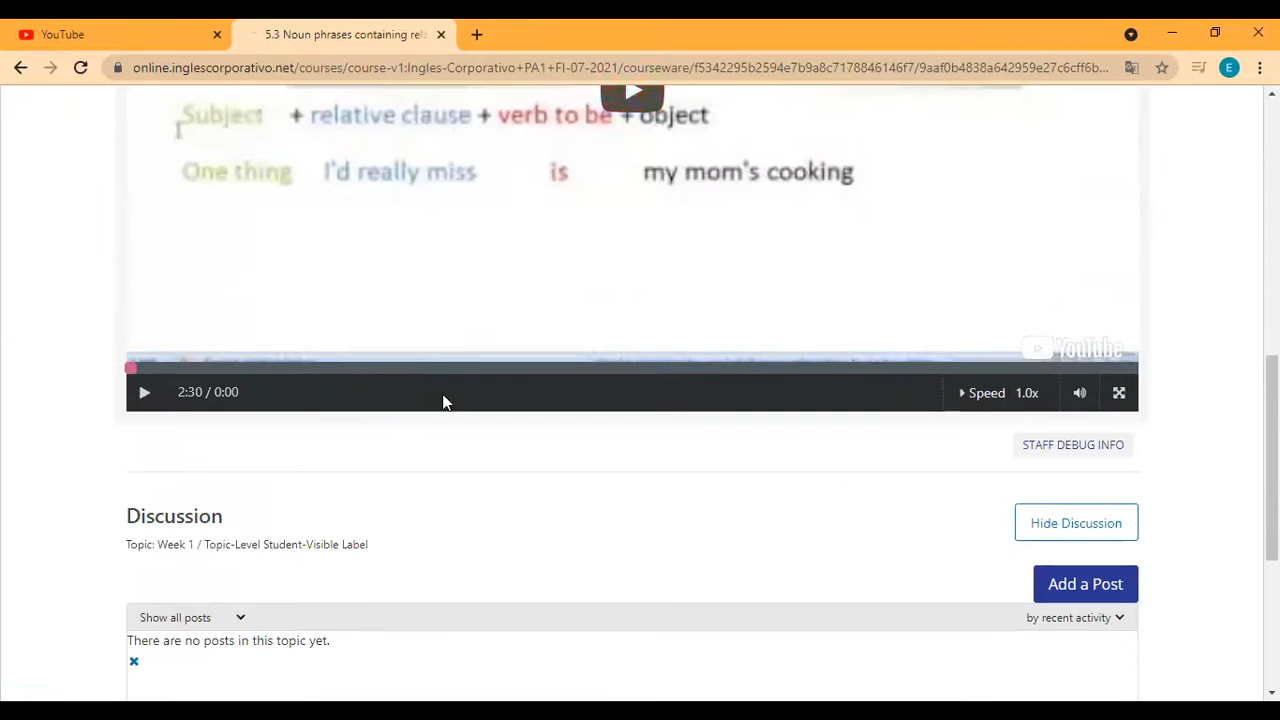 YouTube
5.3 Noun phrases containing rela
online.inglescorporativo.net/courses/course-v1:Ingles-Corporativo+PA1+FI-07-2021/courseware/f5342295b2594e7b9a8c7178846146f7/9aaf0b4838a642959e27c6cff6b...
E
Subject + relative clause + verb to be + object
One thing I'd really miss is my mom's cooking
YouTube
2:30 / 0:00
Speed 1.0x
STAFF DEBUG INFO
Discussion
Hide Discussion
Topic: Week 1 / Topic-Level Student-Visible Label
Add a Post
Show all posts
by recent activity
There are no posts in this topic yet.